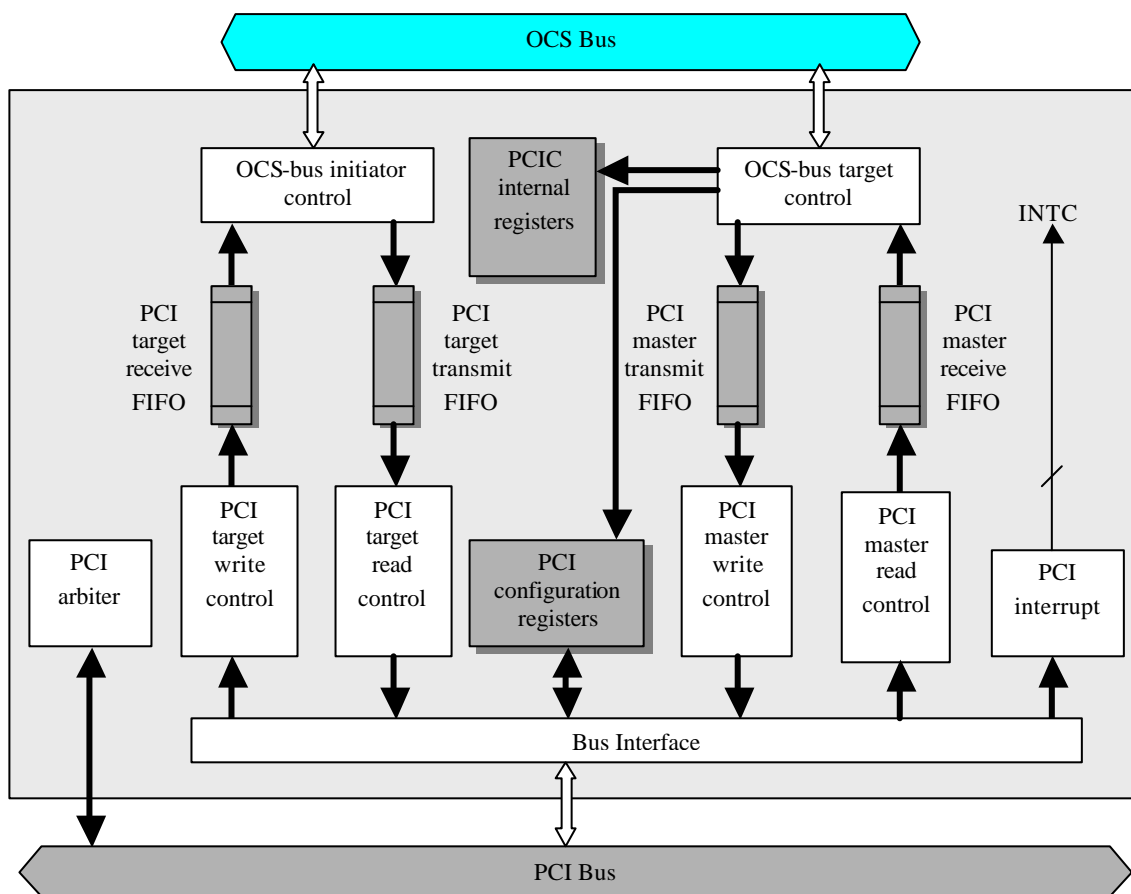 OCS Bus
OCS-bus initiator
control
PCIC
internal
registers
OCS-bus target
control
INTC
PCI
target
receive
FIFO
PCI
target
transmit
FIFO
PCI
master
transmit
FIFO
PCI
master
receive
FIFO
PCI
arbiter
PCI
target
write
control
PCI
target
read
control
PCI
configuration
registers
PCI
master
write
control
PCI
master
read
control
PCI
interrupt
Bus Interface
PCI Bus